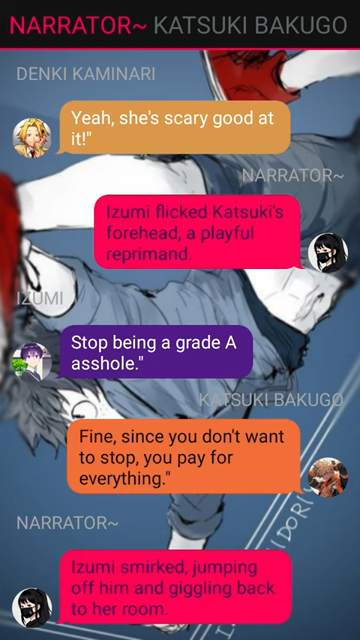 NARRATOR~ KATSUKI BAKUGO
DENKI KAMINARI
Yeah, she's scary good at
it!"
NARRATOR~
Izumi flicked Katsuki's
forehead, a playful
reprimand.
IZUMI
Stop being a grade A
asshole."
KATSUKI BAKUGO
Fine, since you don't want
to stop, you pay for
everything."
NARRATOR~
Izumi smirked, jumping
off him and giggling back
to her room.